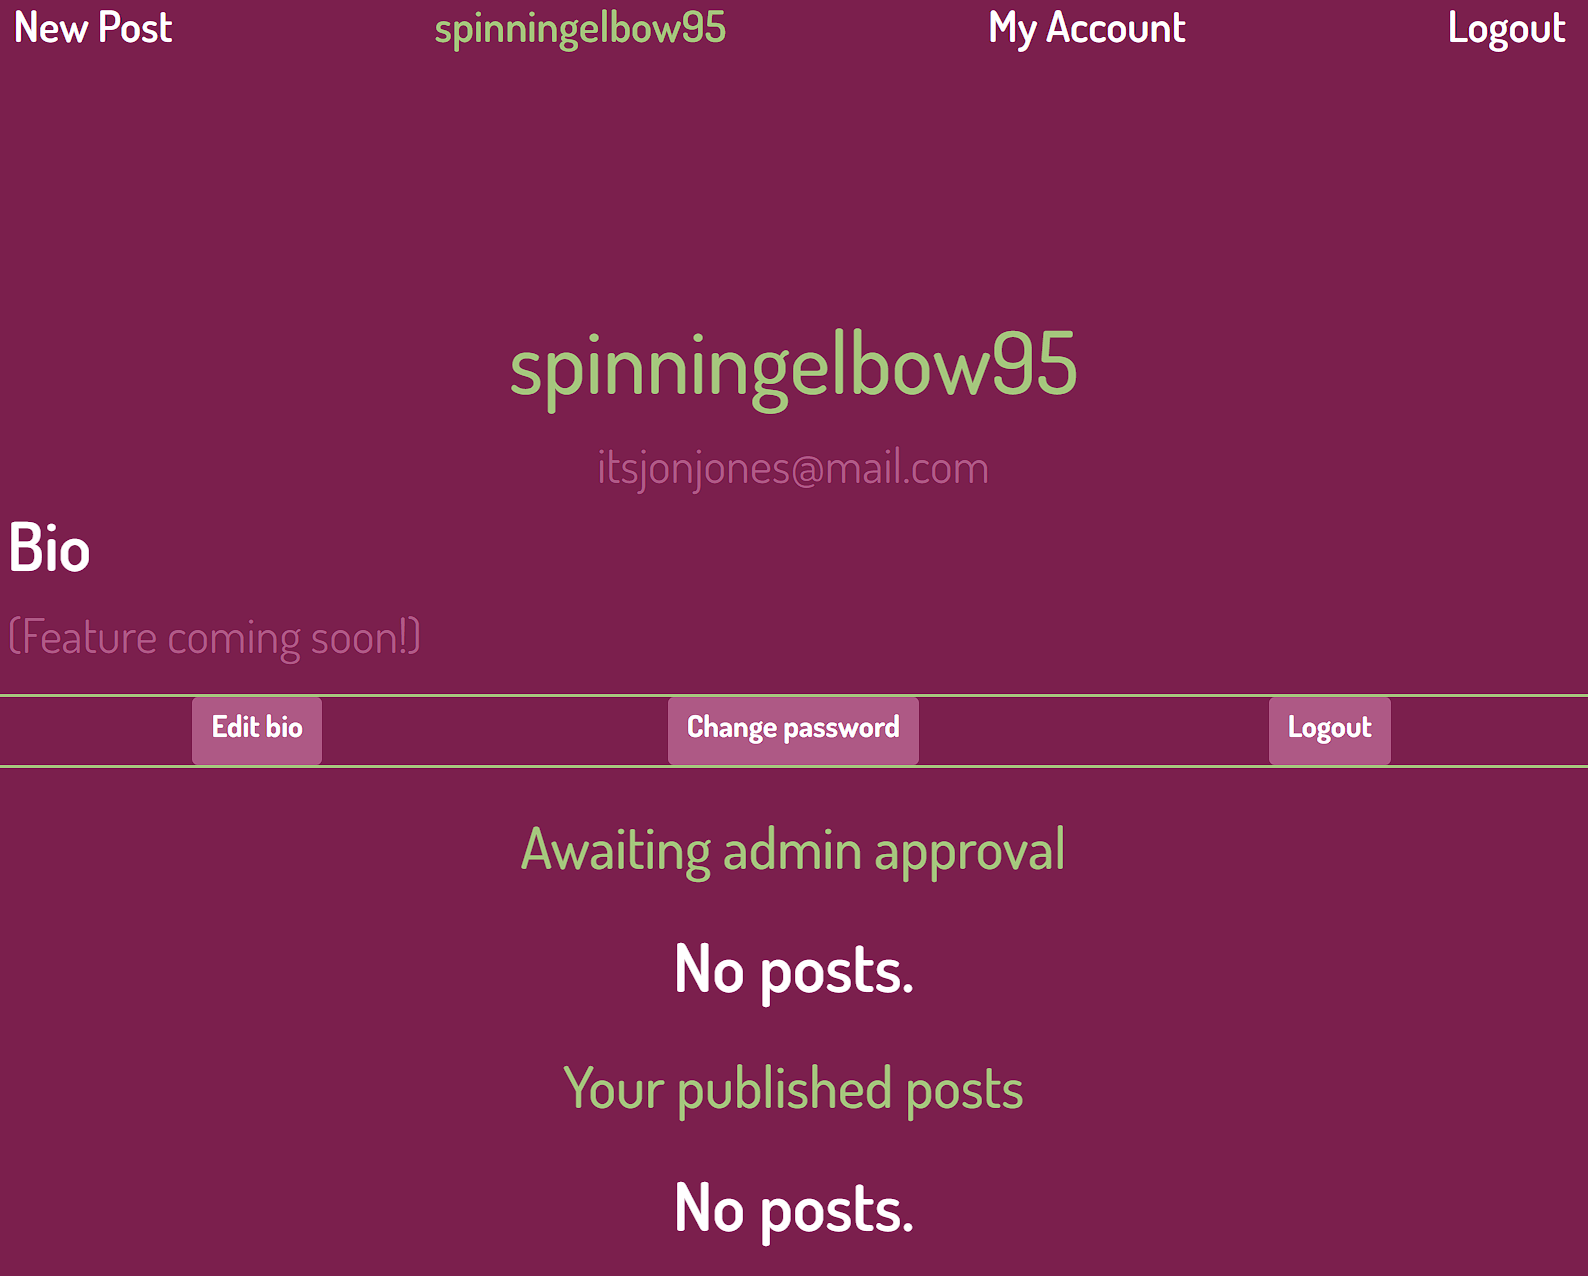 New Post spinningelbow95 My Account Logout
spinningelbow95
itsjonjones@mail.com
Bio
(Feature coming soon!)
Edit bio Change password Logout
Awaiting admin approval
No posts.
Your published posts
No posts.